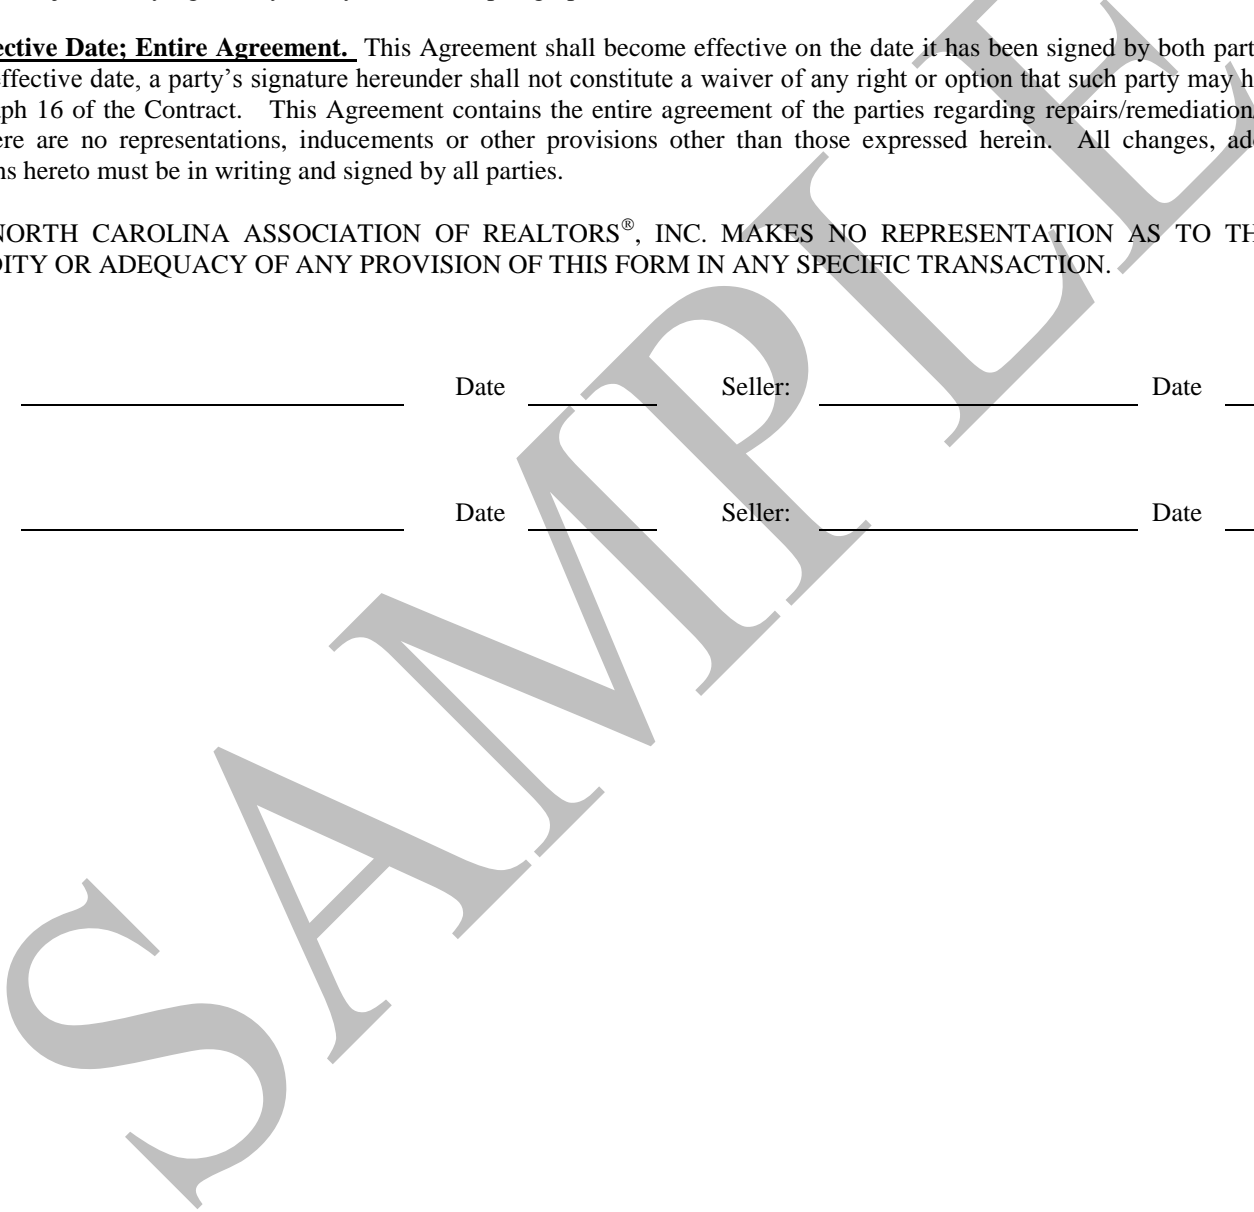 ective Date; Entire Agreement. This Agreement shall become effective on the date it has been signed by both part
effective date, a party's signature hereunder shall not constitute a waiver of any right or option that such party may h
ph 16 of the Contract. This Agreement contains the entire agreement of the parties regarding repairs/remediation
ere are no representations, inducements or other provisions other than those expressed herein. All changes, ad
ns hereto must be in writing and signed by all parties.
NORTH CAROLINA ASSOCIATION OF REALTORS®, INC. MAKES NO REPRESENTATION AS TO TH
DITY OR ADEQUACY OF ANY PROVISION OF THIS FORM IN ANY SPECIFIC TRANSACTION.
Date Seller: Date
Date Seller: Date
SAMPLE